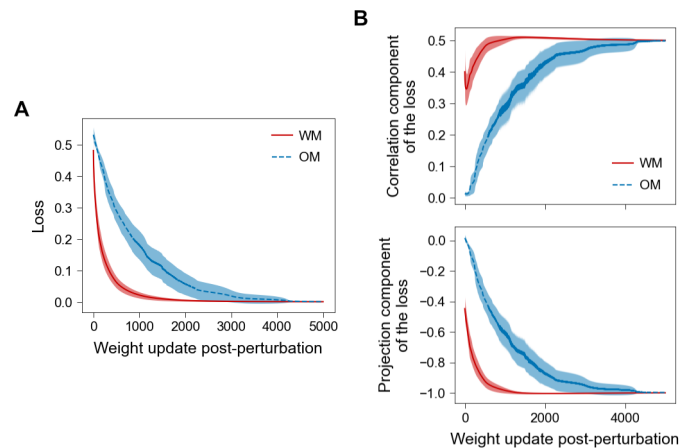 A
Loss
0.5
0.4
0.3
0.2
0.1
0.0
WM
OM
0
1000
2000
3000
4000
5000
Weight update post-perturbation
B
Correlation component
of the loss
0.5
0.4
0.3
0.2
0.1
0.0
WM
OM
Projection component
of the loss
0.0
−0.2
−0.4
−0.6
−0.8
−1.0
0
2000
4000
Weight update post-perturbation